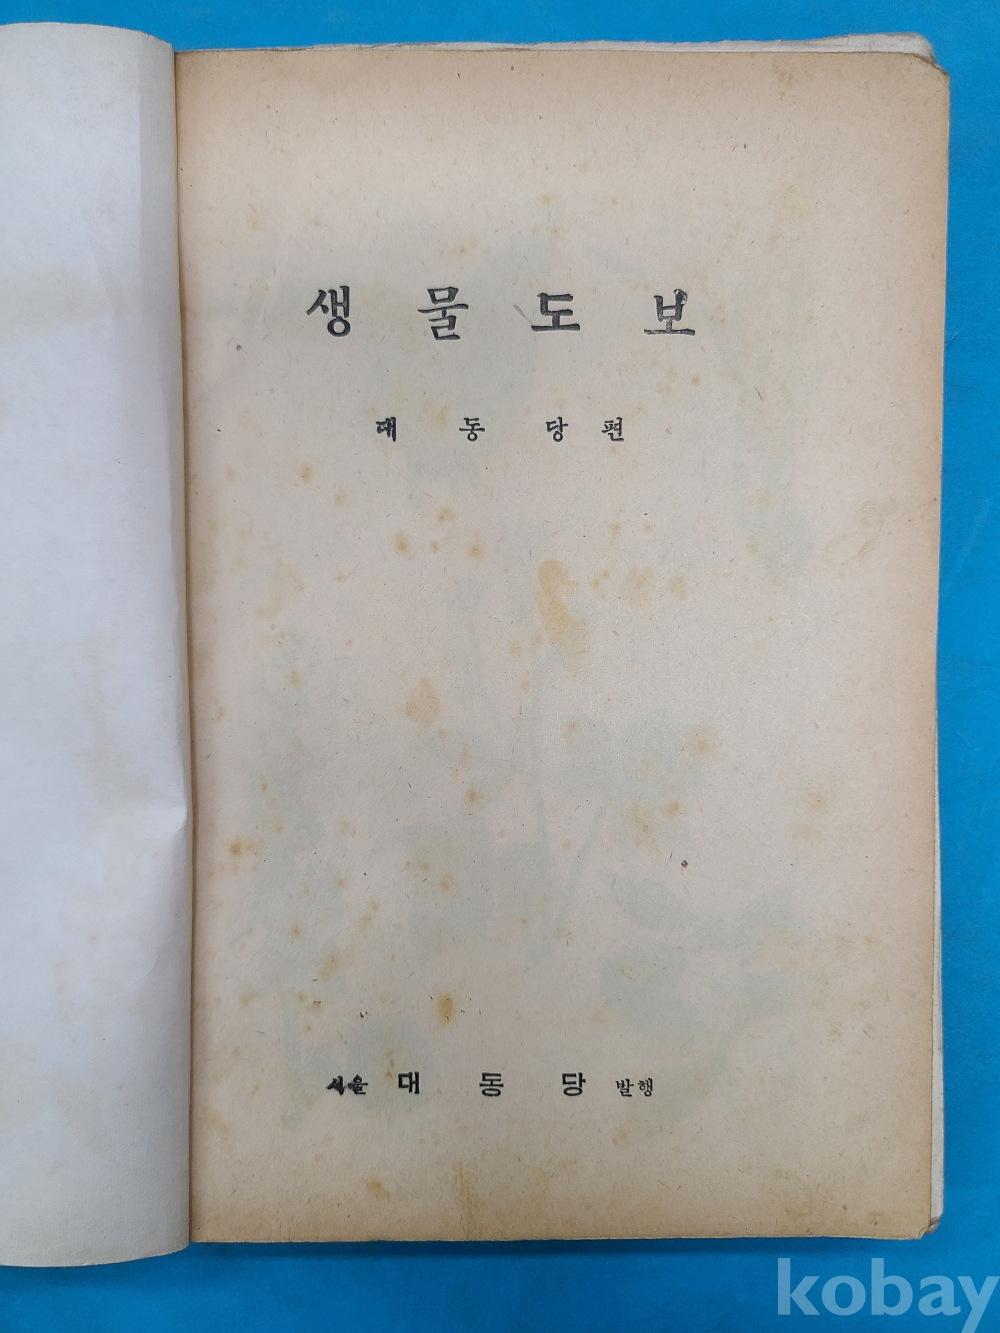 생물도보
대동당 편
서울 대동당 발행
kobay